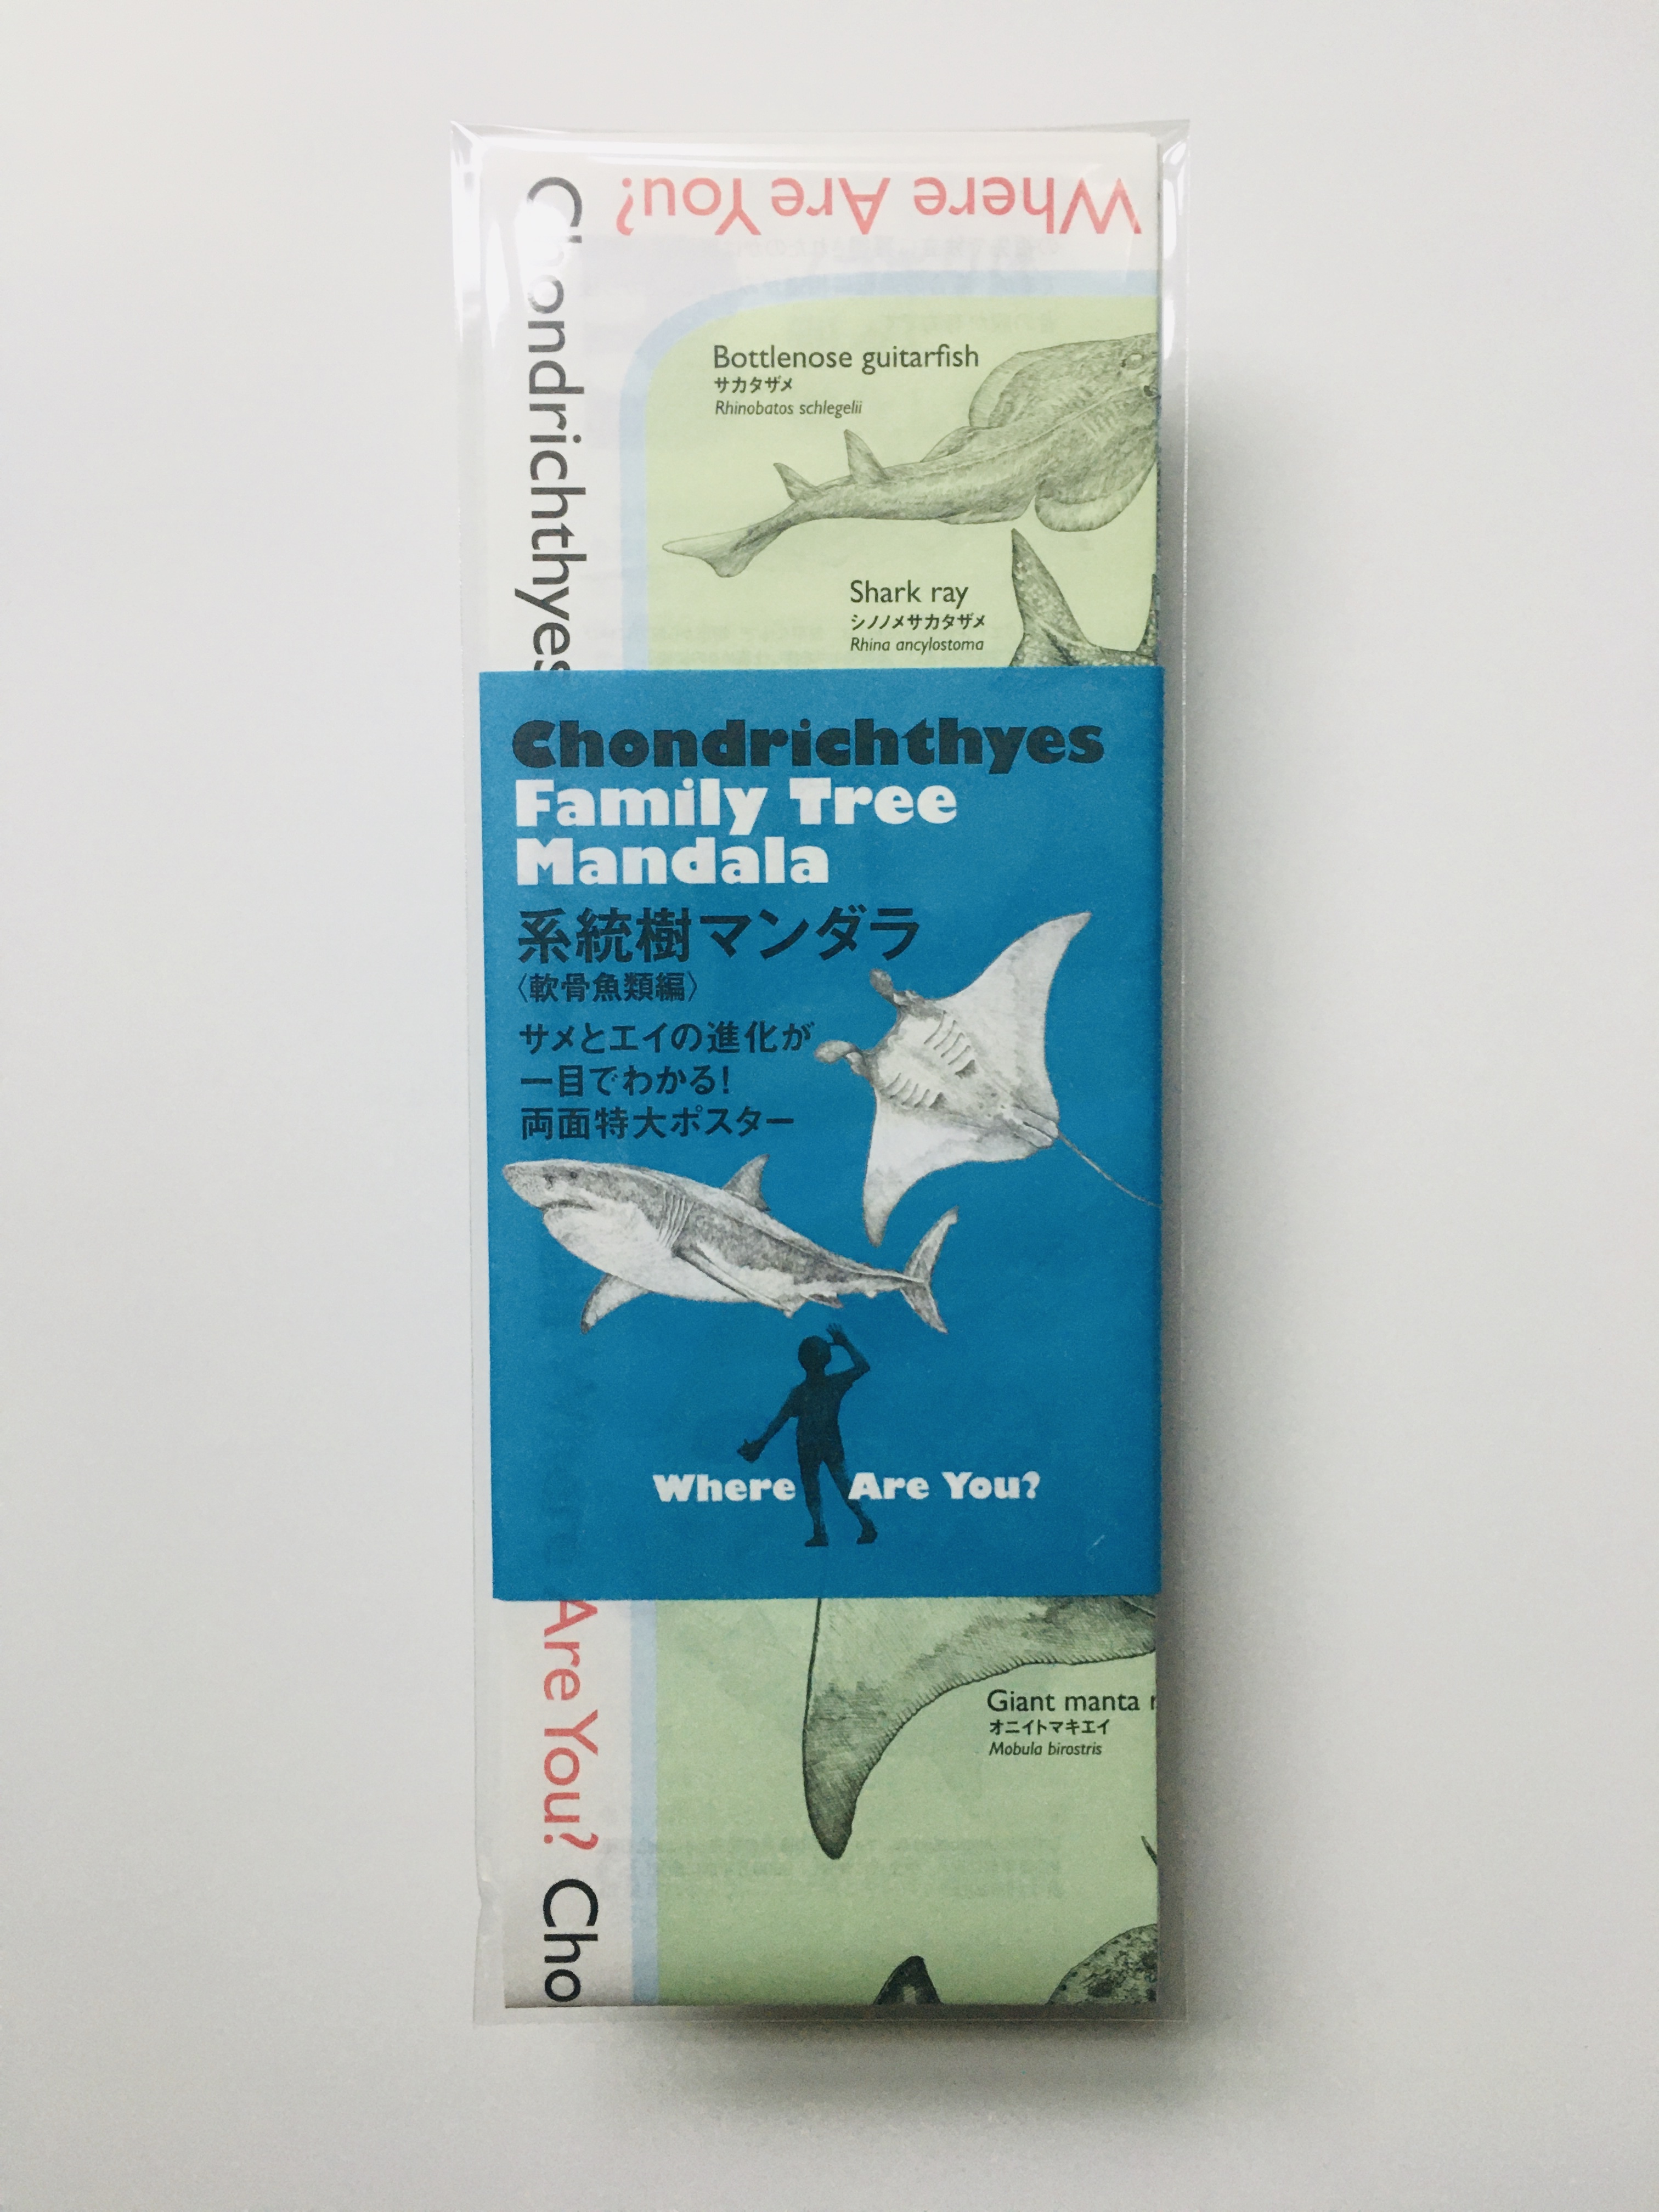 Where Are You?
Chondrichthyes
Bottlenose guitarfish
サカタザメ
Rhinobatos schlegelii
Shark ray
シノノメサカタザメ
Rhina ancylostoma
Chondrichthyes
Family Tree
Mandala
系統樹マンダラ
〈軟骨魚類編〉
サメとエイの進化が
一目でわかる!
両面特大ポスター
Where Are You?
Are You? Cho
Giant manta
オニイトマキエイ
Mobula birostris